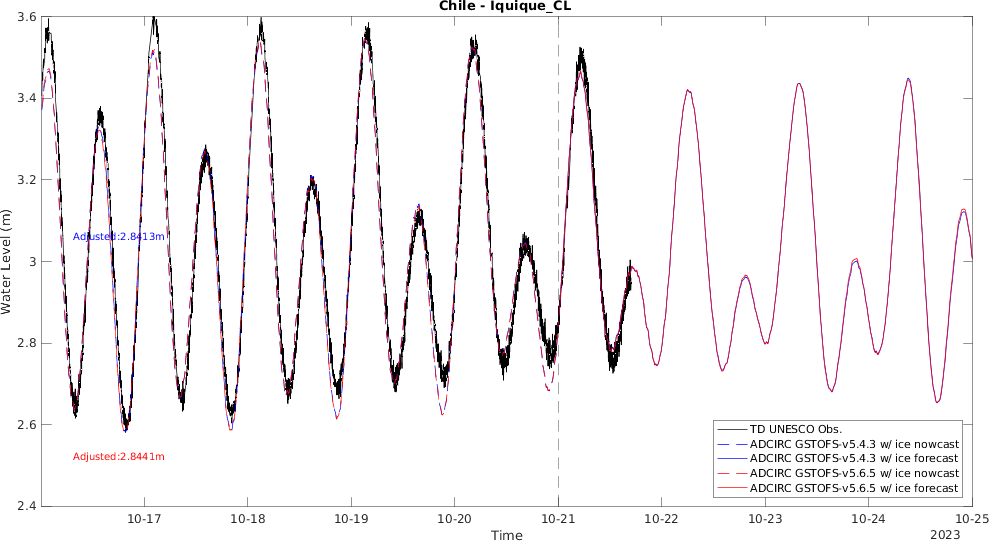 Chile - Iquique_CL
3.6
3.4
3.2
3
2.8
2.6
2.4
Water Level (m)
Adjusted:2.8413m
Adjusted:2.8441m
TD UNESCO Obs.
ADCIRC GSTOFS-v5.4.3 w/ ice nowcast
ADCIRC GSTOFS-v5.4.3 w/ ice forecast
ADCIRC GSTOFS-v5.6.5 w/ ice nowcast
ADCIRC GSTOFS-v5.6.5 w/ ice forecast
10-17 10-18 10-19 10-20 10-21 10-22 10-23 10-24 10-25
Time
2023